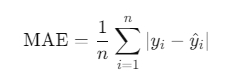 MAE = \frac{1}{n} \sum_{i=1}^{n} |y_i - \hat{y}_i|